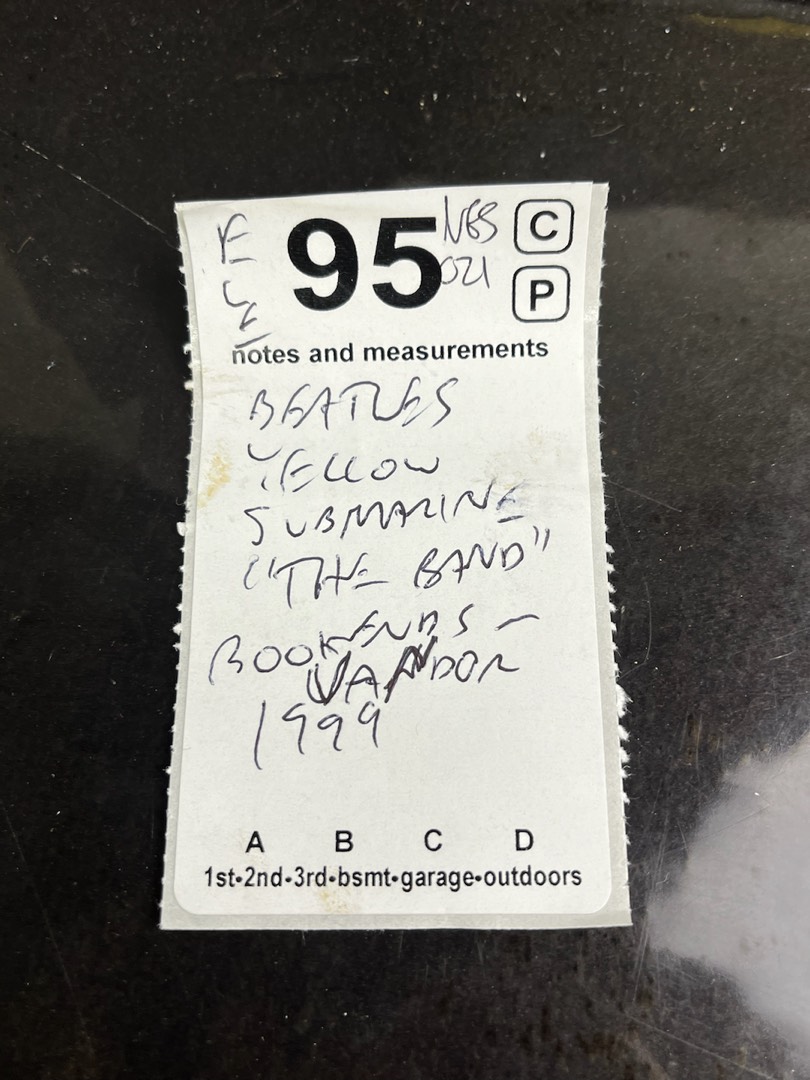 95
NES
021
C
P
notes and measurements
BEATLES
YELLOW
SUBMARINE
"THE BAND"
BOOKENDS -
VANDOR
1999
A B C D
1st•2nd•3rd•bsmt•garage•outdoors